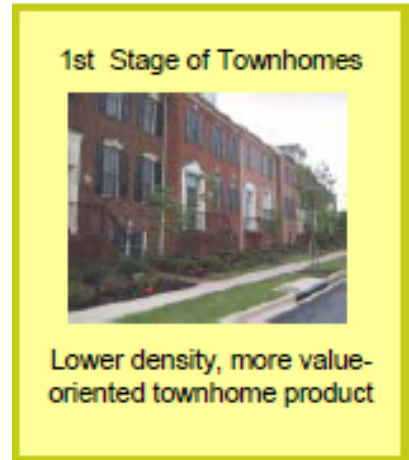 1st Stage of Townhomes
Lower density, more value-
oriented townhome product